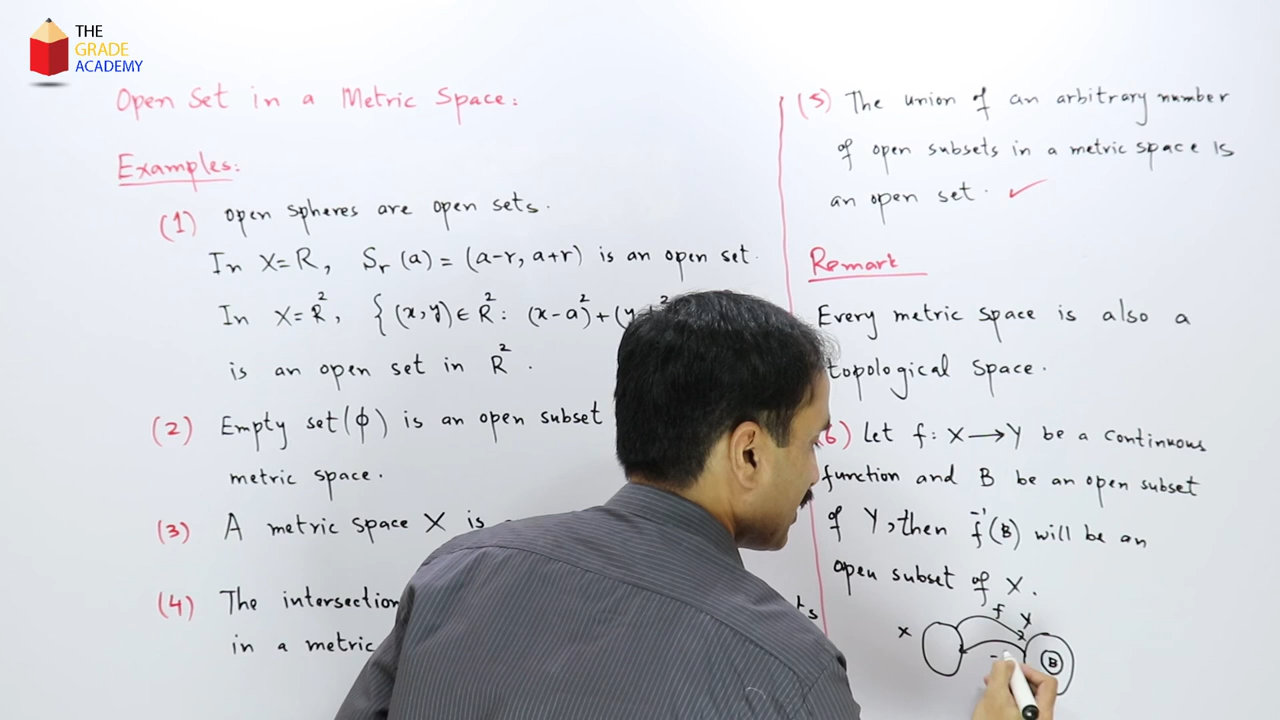 THE
GRADE
ACADEMY
Open Set in a Metric Space:
Examples:
(1) Open spheres are open sets.
In X=R, Sr(a) = (a-r, a+r) is an open set.
In X=R², {(x,y)∈R²: (x-a)²+(y
is an open set in R².
(2) Empty set(ϕ) is an open subset
metric space.
(3) A metric space X is
(4) The intersection
in a metric
(5) The union of an arbitrary number
of open subsets in a metric space is
an open set. ✓
Remark
Every metric space is also a
topological Space.
6) Let f: X→Y be a continuous
function and B be an open subset
of Y, then f⁻¹(B) will be an
open subset of X.
f
X Y
B